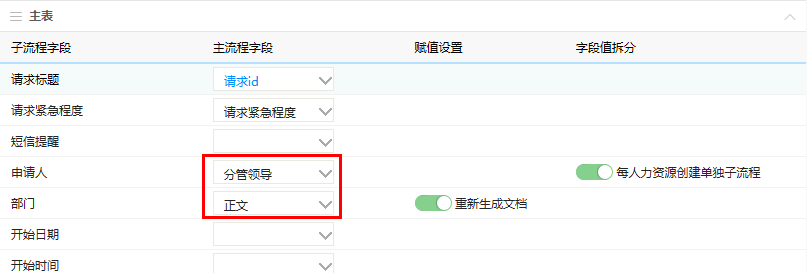 主表
子流程字段 主流程字段 赋值设置 字段值拆分
请求标题 请求id
请求紧急程度 请求紧急程度
短信提醒
申请人 分管领导 每人力资源创建单独子流程
部门 正文 重新生成文档
开始日期
开始时间